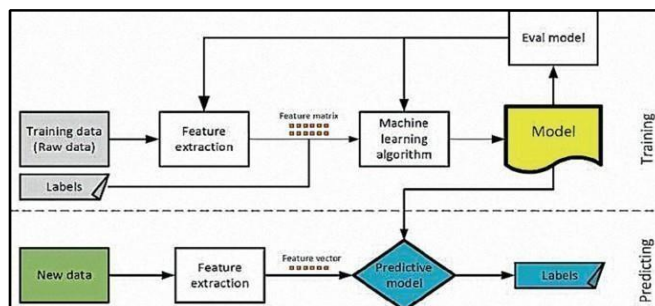 Eval model
Feature matrix
Training data
(Raw data)
Feature
extraction
Machine
learning
algorithm
Model
Training
Labels
New data
Feature
extraction
Feature vector
Predictive
model
Labels
Predicting